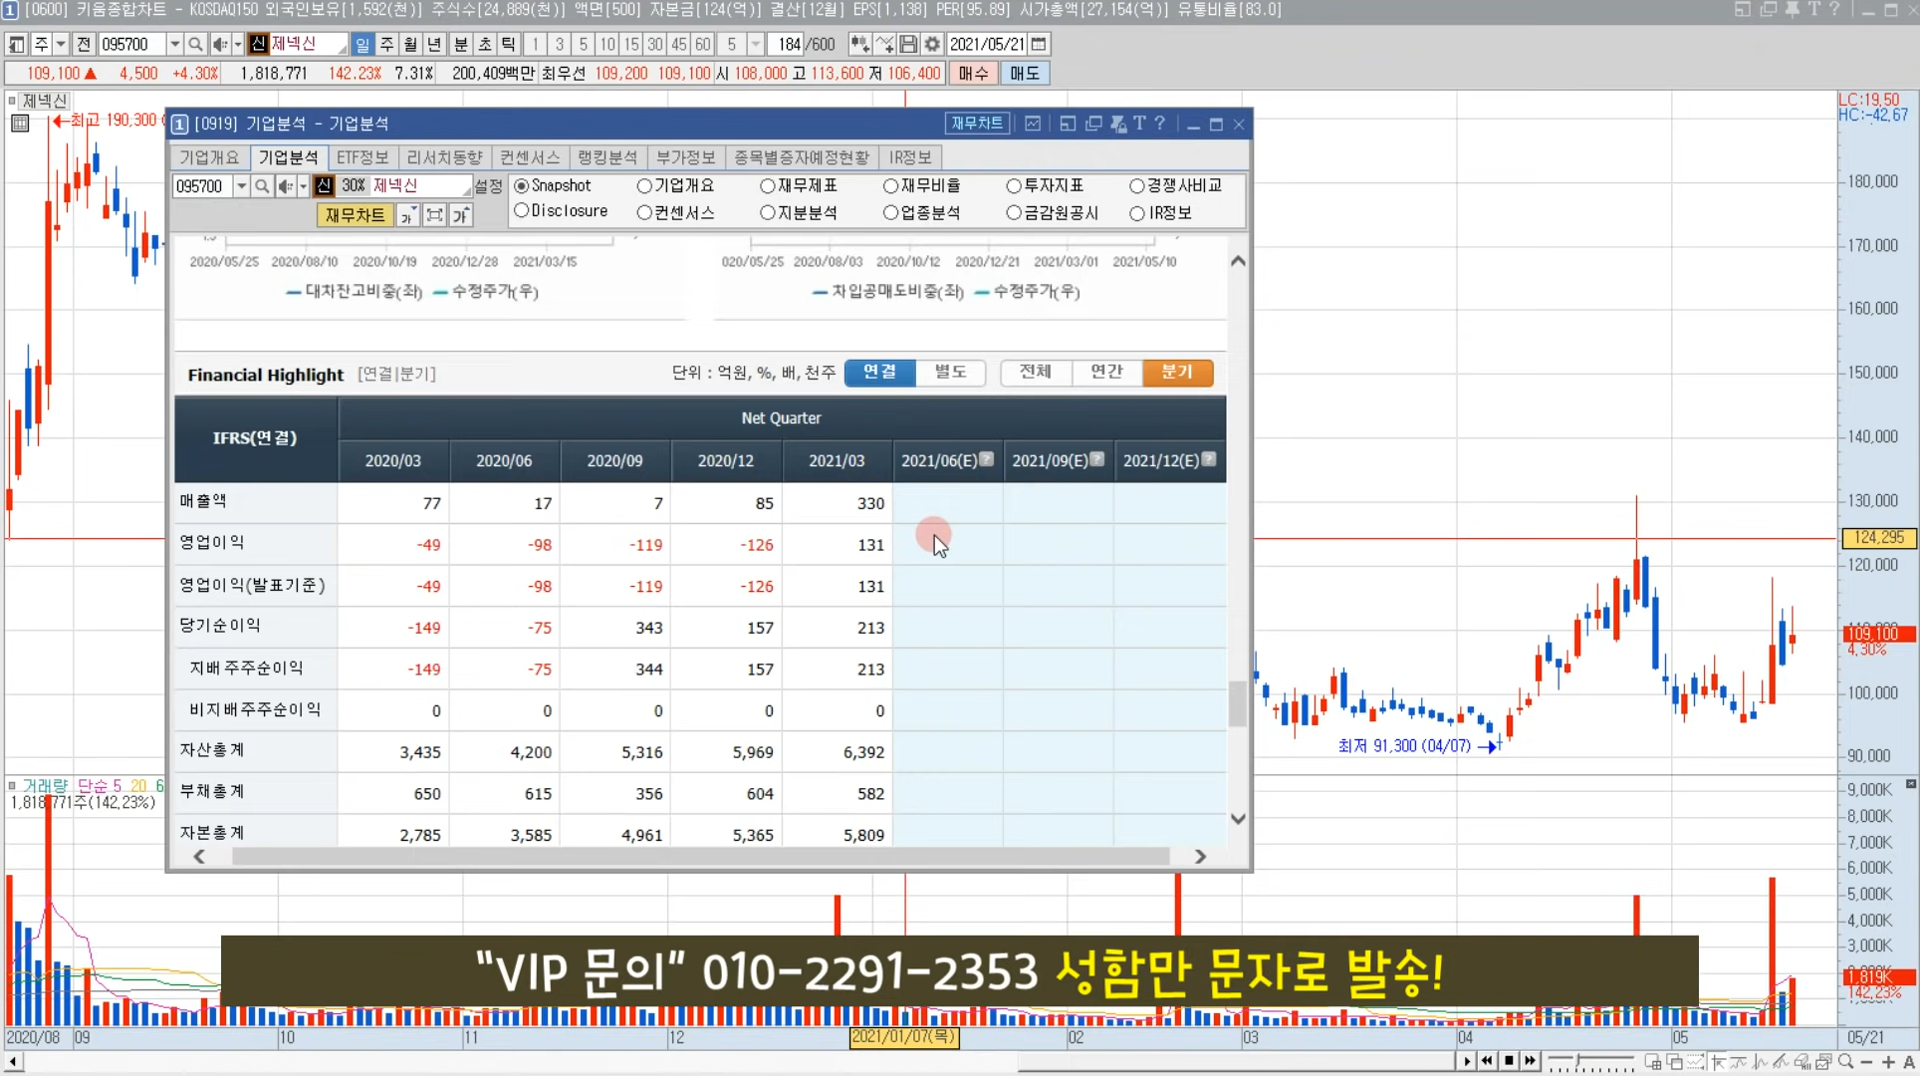 [0600] 키움종합차트 - KOSDAQ150 외국인보유[1,592(천)] 주식수[24,889(천)] 액면[500] 자본금[124(억)] 결산[12월] EPS[1,138] PER[95.89] 시가총액[27,154(억)] 유통비율[83.0]
주 전 095700 신 제넥신 일 주 월 년 분 초 틱 1 3 5 10 15 30 45 60 5 184 /600 2021/05/21
109,100 ▲ 4,500 +4.30% 1,818,771 142.23% 7.31% 200,409백만 최우선 109,200 109,100 시 108,000 고 113,600 저 106,400 매수 매도
제넥신
최고 190,300
LC:19.50
HC:-42.67
1 [0919] 기업분석 - 기업분석 재무차트
기업개요 기업분석 ETF정보 리서치동향 컨센서스 랭킹분석 부가정보 종목별증자예정현황 IR정보
095700 신 30% 제넥신 설정 Snapshot 기업개요 재무제표 재무비율 투자지표 경쟁사비교
재무차트 가 가 Disclosure 컨센서스 지분분석 업종분석 금감원공시 IR정보
2020/05/25 2020/08/10 2020/10/19 2020/12/28 2021/03/15 020/05/25 2020/08/03 2020/10/12 2020/12/21 2021/03/01 2021/05/10
대차잔고비중(좌) 수정주가(우) 차입공매도비중(좌) 수정주가(우)
Financial Highlight [연결|분기] 단위 : 억원, %, 배, 천주 연결 별도 전체 연간 분기
IFRS(연결) Net Quarter
2020/03 2020/06 2020/09 2020/12 2021/03 2021/06(E) 2021/09(E) 2021/12(E)
매출액 77 17 7 85 330
영업이익 -49 -98 -119 -126 131
영업이익(발표기준) -49 -98 -119 -126 131
당기순이익 -149 -75 343 157 213
지배주주순이익 -149 -75 344 157 213
비지배주주순이익 0 0 0 0 0
자산총계 3,435 4,200 5,316 5,969 6,392
부채총계 650 615 356 604 582
자본총계 2,785 3,585 4,961 5,365 5,809
180,000
170,000
160,000
150,000
140,000
130,000
124,295
120,000
109,100
4.30%
100,000
90,000
최저 91,300 (04/07)
거래량 단순 5 20 6
1,818,771주(142,23%)
9,000K
8,000K
7,000K
6,000K
5,000K
4,000K
3,000K
1,819K
142,23%
"VIP 문의" 010-2291-2353 성함만 문자로 발송!
2020/08 09 10 11 12 2021/01/07(목) 02 03 04 05 05/21